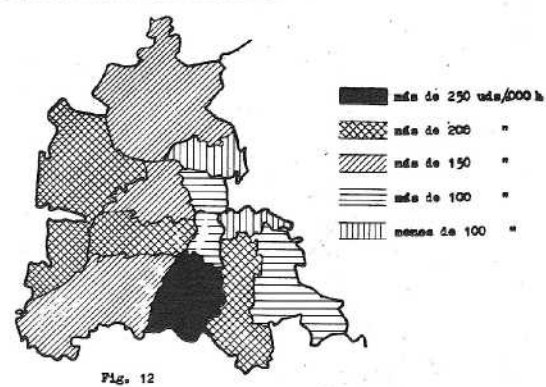 más de 250 uds/000 h
más de 200 "
más de 150 "
más de 100 "
menos de 100 "
Fig. 12